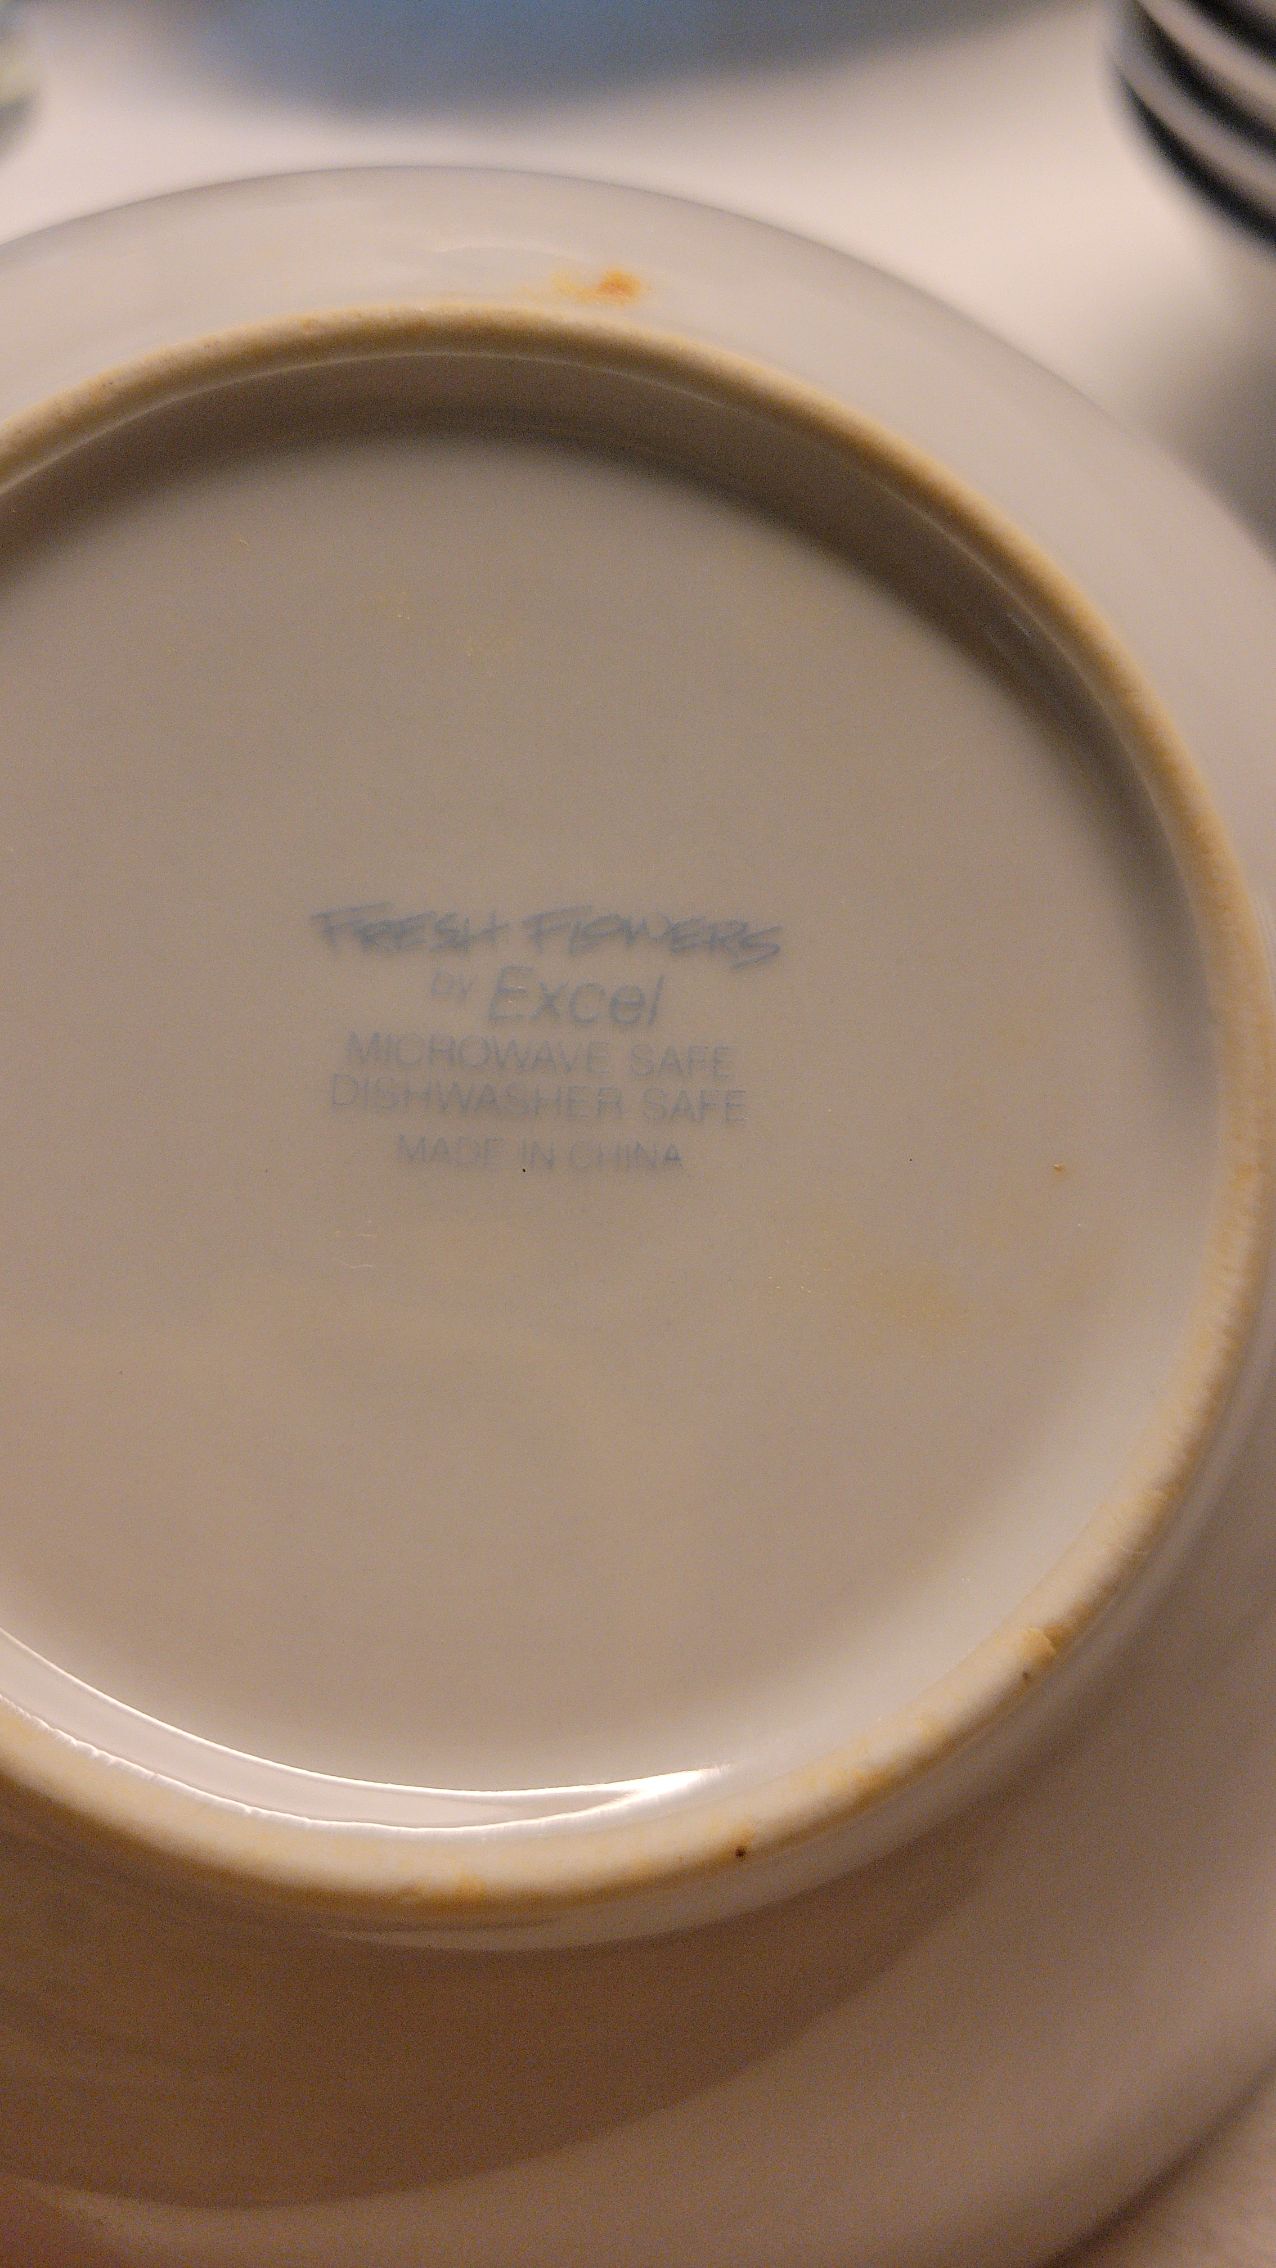 FRESH FLOWERS
by Excel
MICROWAVE SAFE
DISHWASHER SAFE
MADE IN CHINA